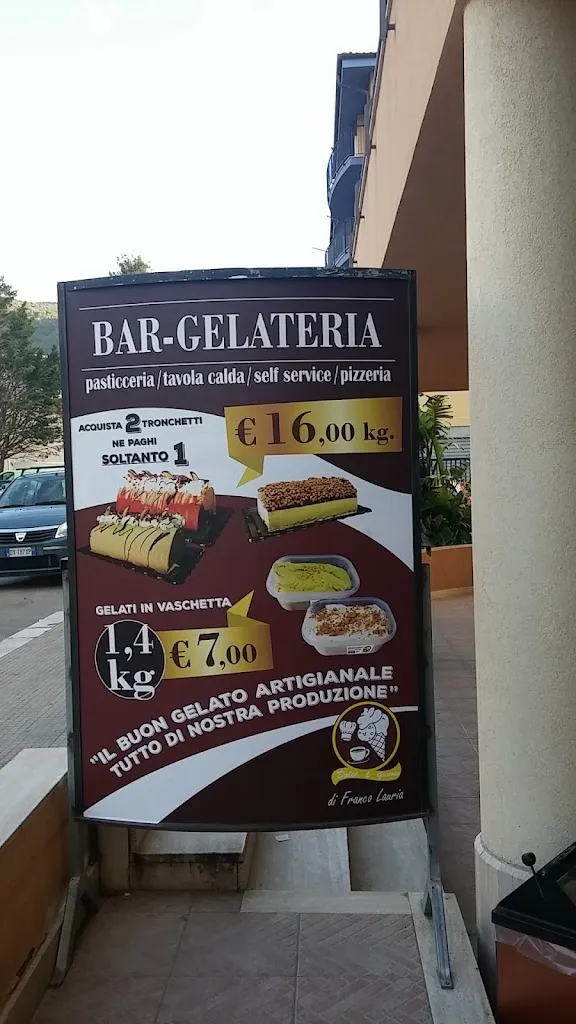 BAR-GELATERIA
pasticceria/tavola calda/self service/pizzeria
ACQUISTA 2 TRONCHETTI
NE PAGHI
SOLTANTO 1
€ 16,00 kg.
GELATI IN VASCHETTA
1,4
kg
€ 7,00
"IL BUON GELATO ARTIGIANALE
TUTTO DI NOSTRA PRODUZIONE"
di Franco Lauria